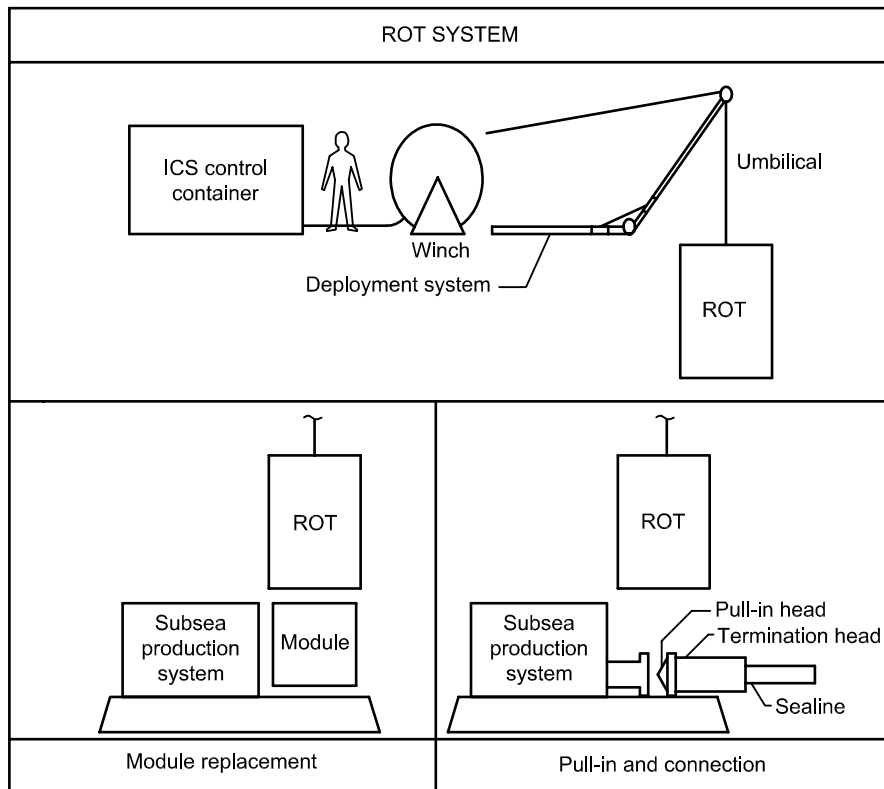 ROT SYSTEM
ICS control
container
Umbilical
Winch
Deployment system
ROT
ROT
Subsea
production
system
Module
Module replacement
ROT
Subsea
production
system
Pull-in head
Termination head
Sealine
Pull-in and connection